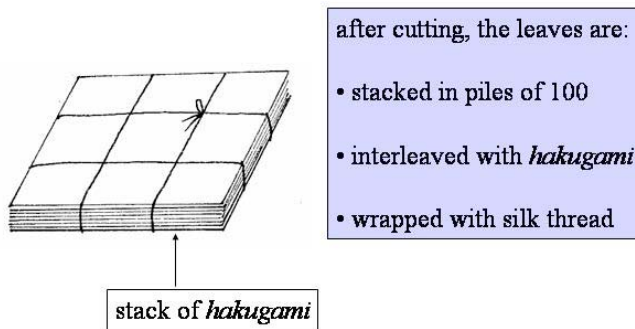 after cutting, the leaves are:
• stacked in piles of 100
• interleaved with hakugami
• wrapped with silk thread
stack of hakugami